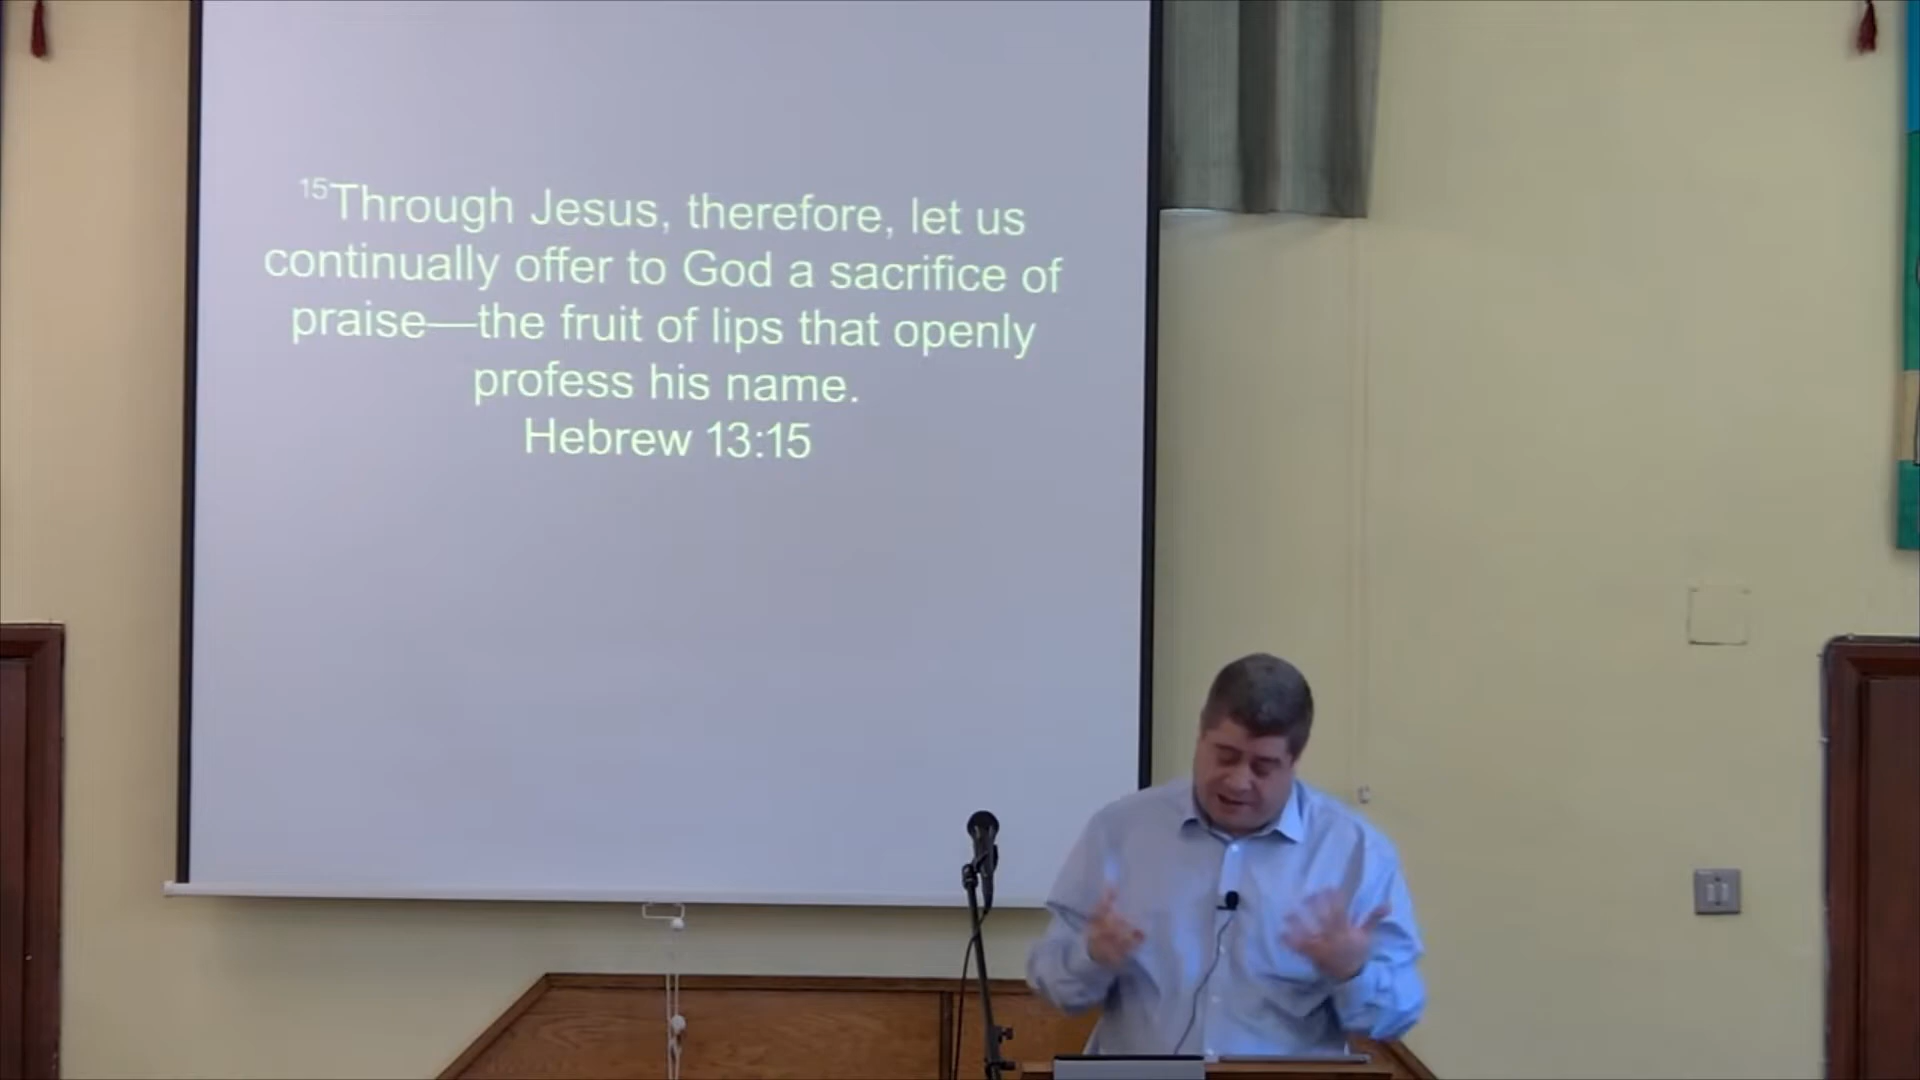 15Through Jesus, therefore, let us
continually offer to God a sacrifice of
praise—the fruit of lips that openly
profess his name.
Hebrew 13:15